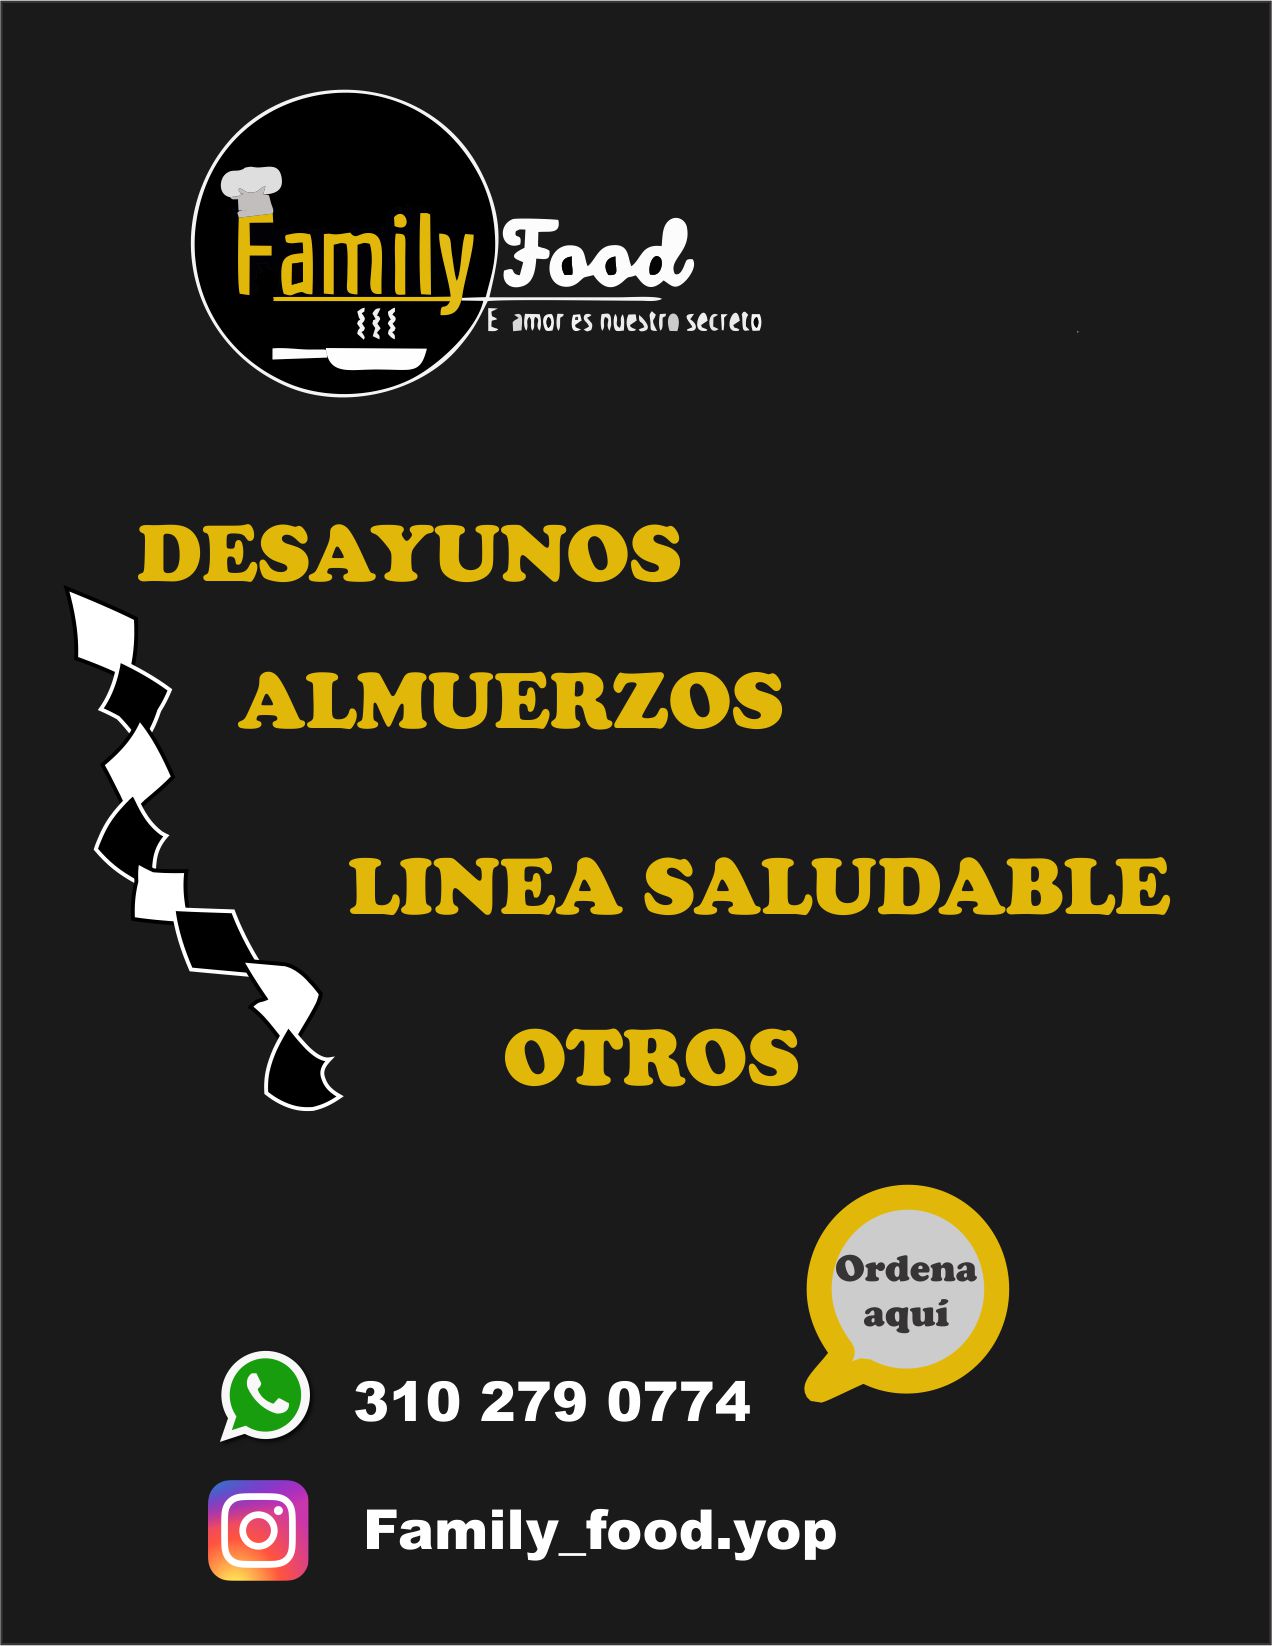 Family Food
E amor es nuestro secreto
DESAYUNOS
ALMUERZOS
LINEA SALUDABLE
OTROS
Ordena
aquí
310 279 0774
Family_food.yop